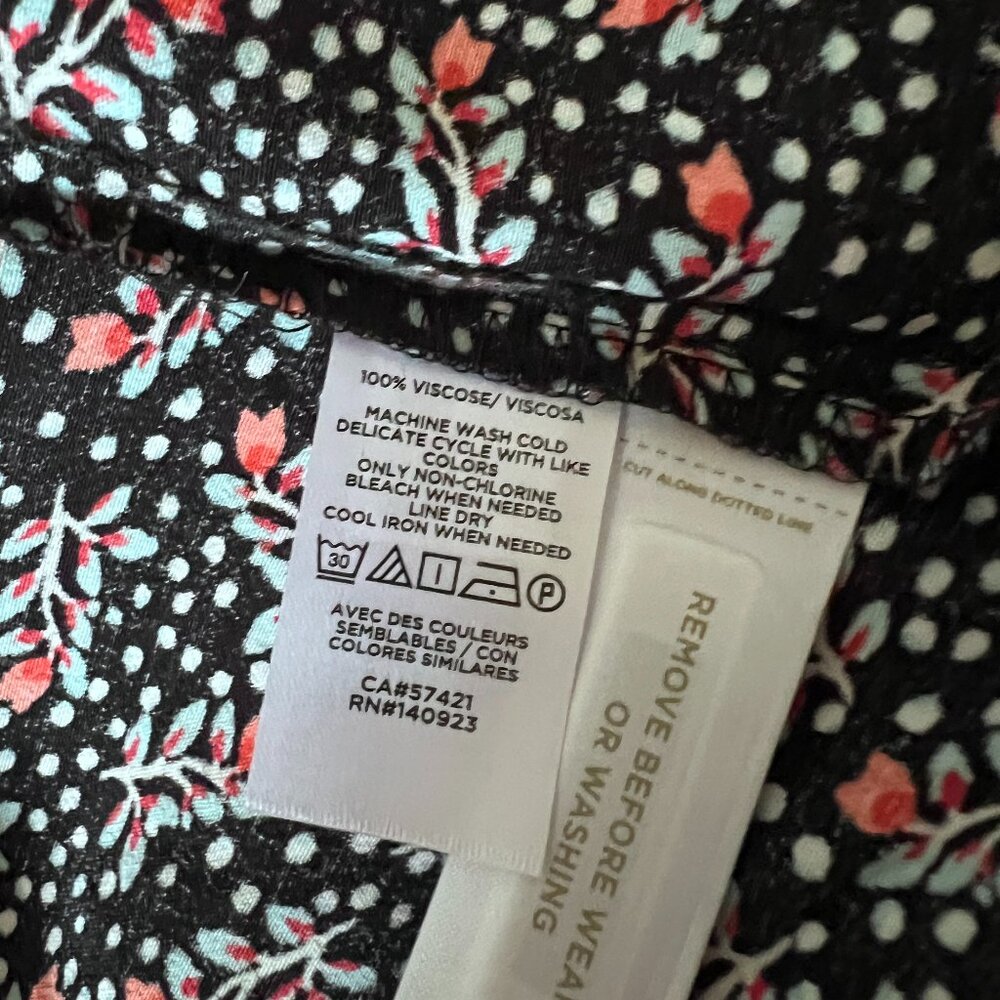 100% VISCOSE/ VISCOSA
MACHINE WASH COLD
DELICATE CYCLE WITH LIKE
COLORS
ONLY NON-CHLORINE
BLEACH WHEN NEEDED
LINE DRY
COOL IRON WHEN NEEDED
30 P
AVEC DES COULEURS
SEMBLABLES / CON
COLORES SIMILARES
CA#57421
RN#140923
CUT ALONG DOTTED LINE
REMOVE BEFORE WEAR
OR WASHING